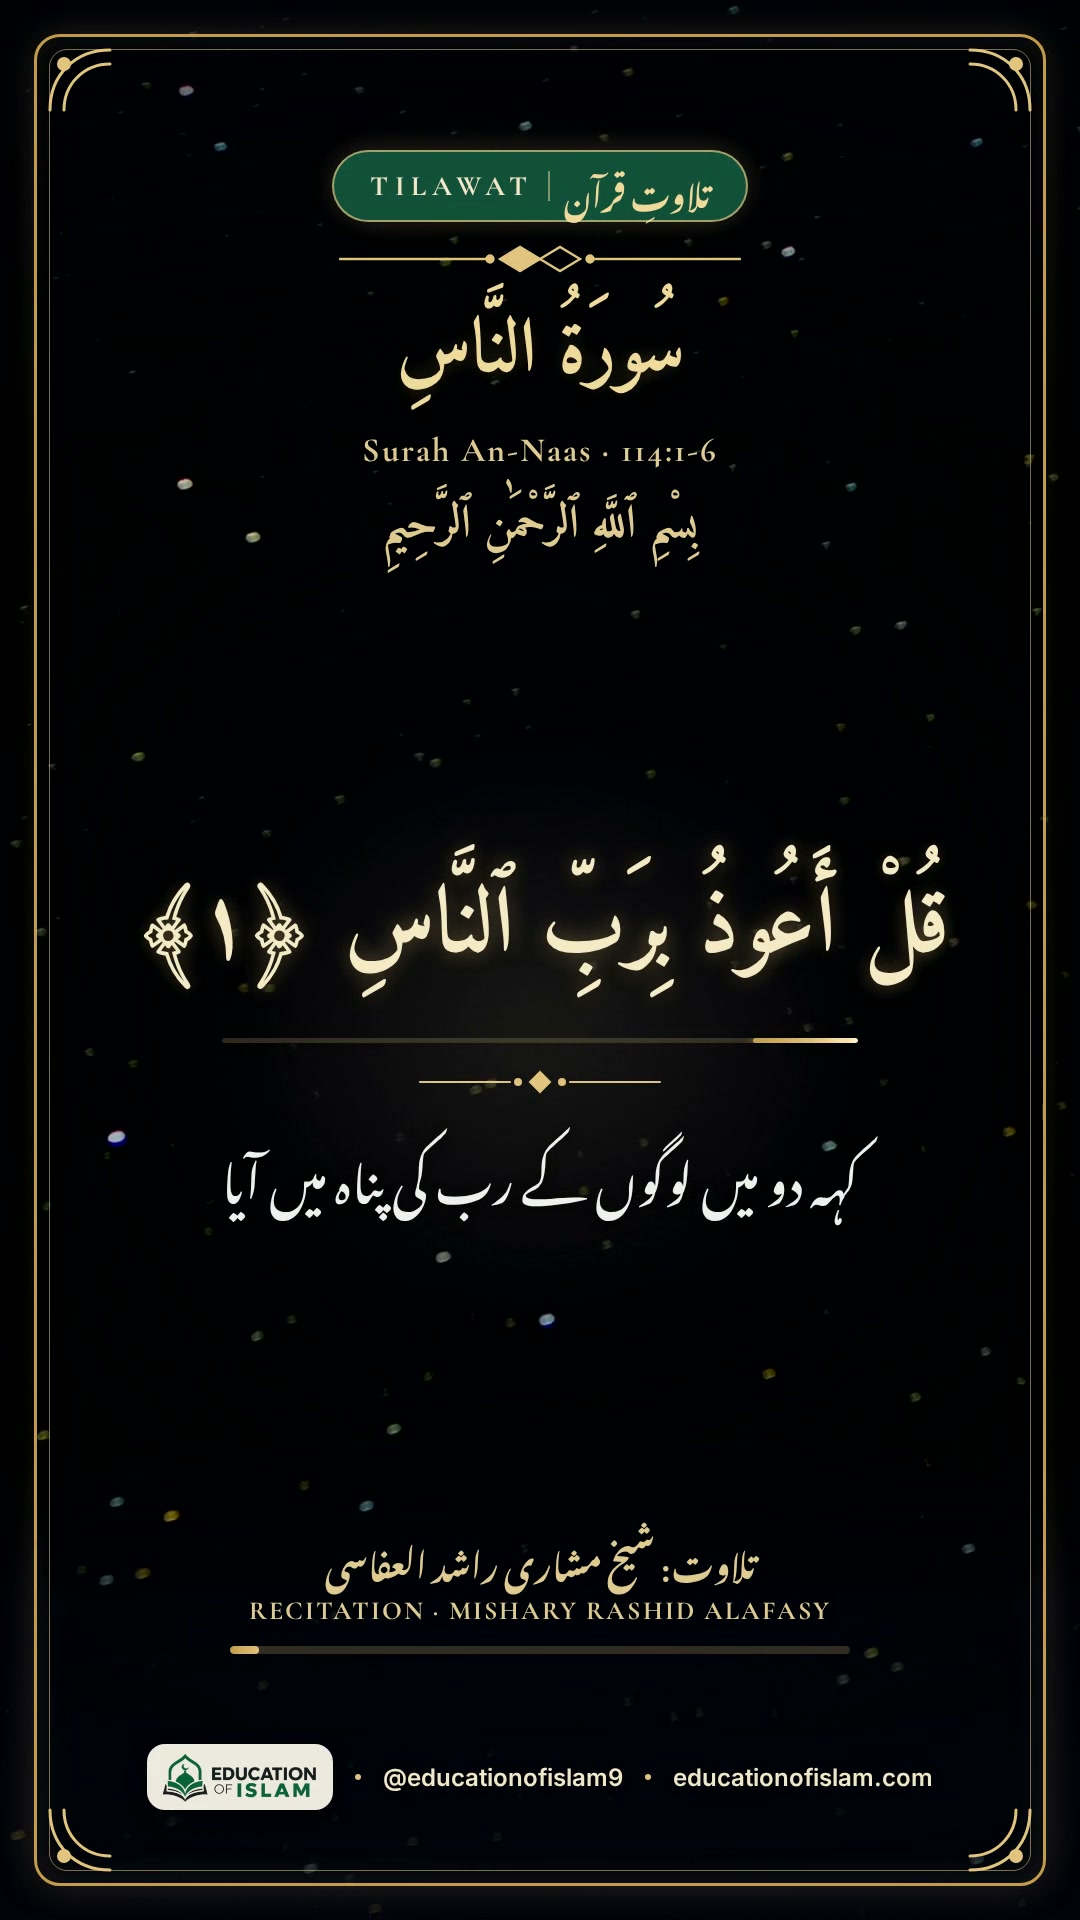 TILAWAT | تلاوتِ قرآن
سُورَةُ النَّاسِ
Surah An-Naas · 114:1-6
بِسْمِ ٱللَّهِ ٱلرَّحْمَٰنِ ٱلرَّحِيمِ
قُلْ أَعُوذُ بِرَبِّ ٱلنَّاسِ ﴿١﴾
کہہ دو میں لوگوں کے رب کی پناہ میں آیا
تلاوت: شیخ مشاری راشد العفاسی
RECITATION · MISHARY RASHID ALAFASY
EDUCATION OF ISLAM • @educationofislam9 • educationofislam.com